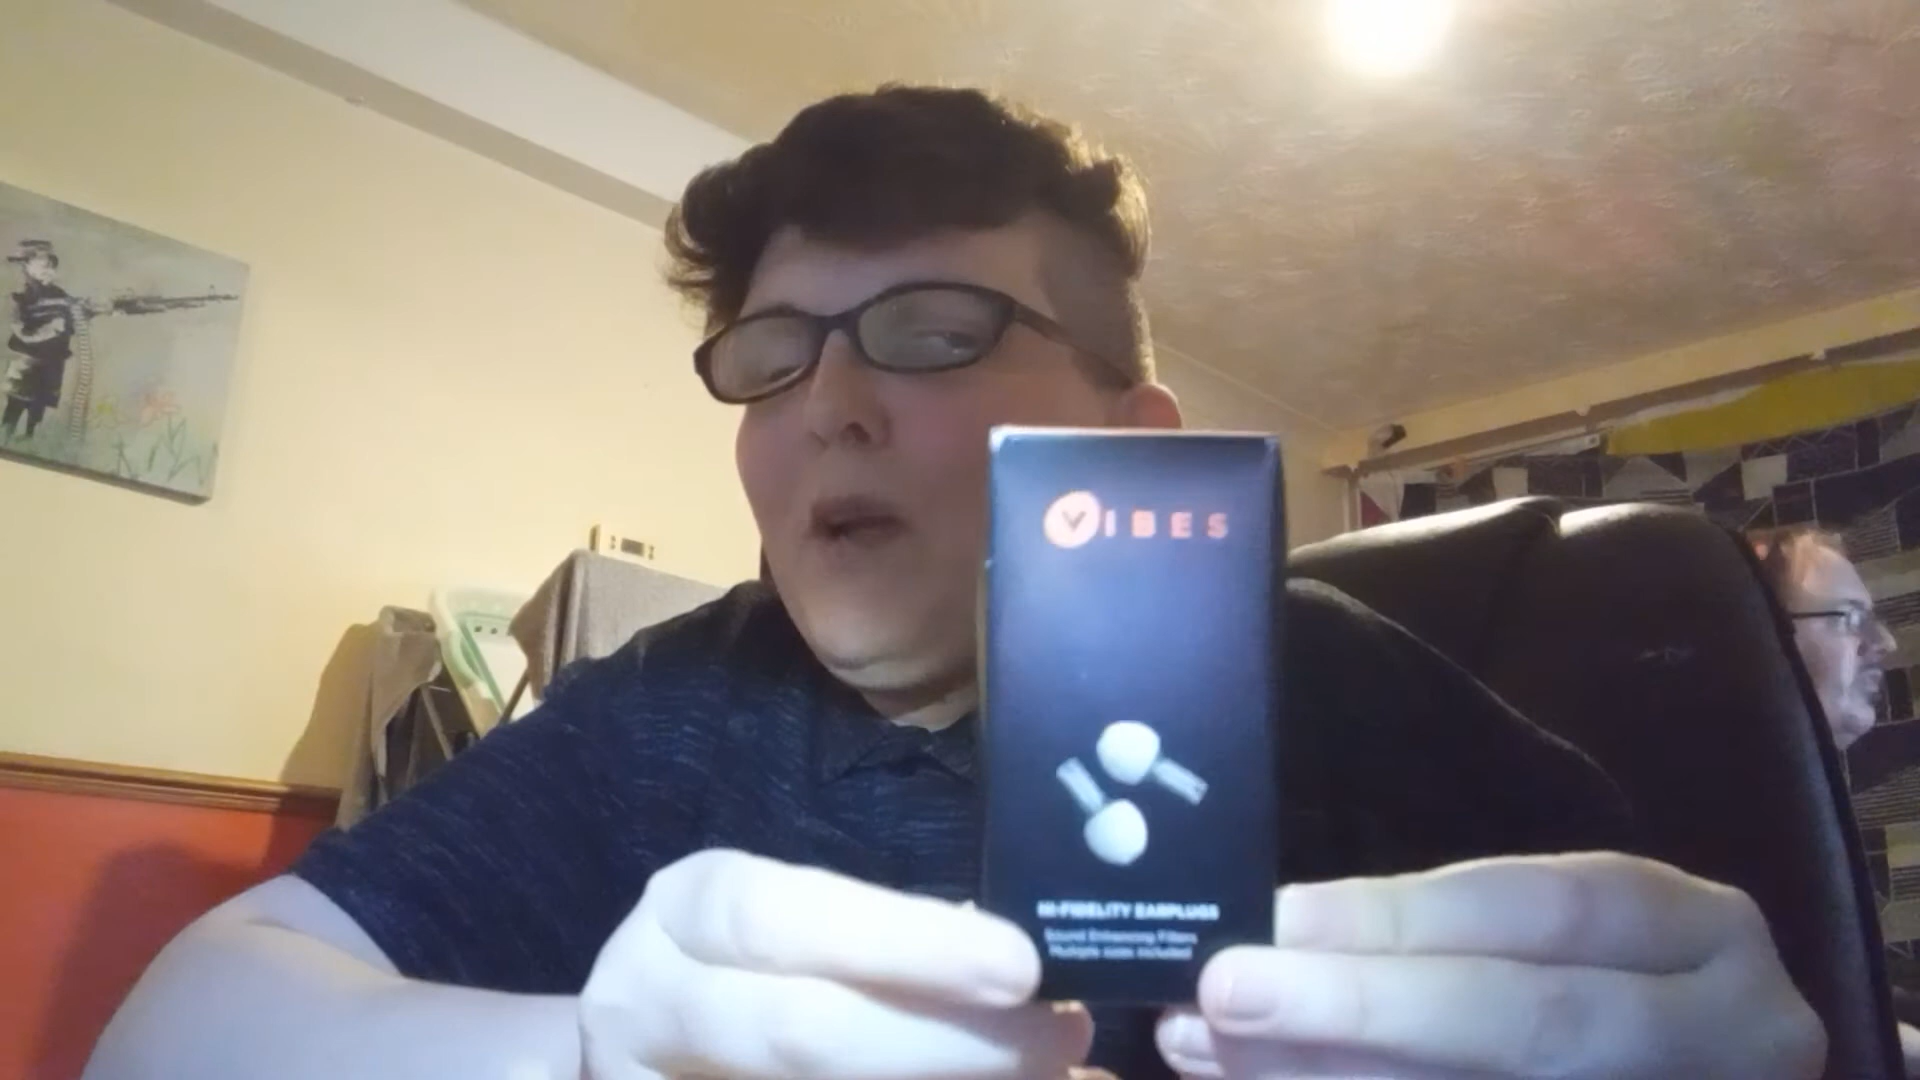 VIBES
HI-FIDELITY EARPLUGS
Sound Enhancing Filters
Multiple sizes included